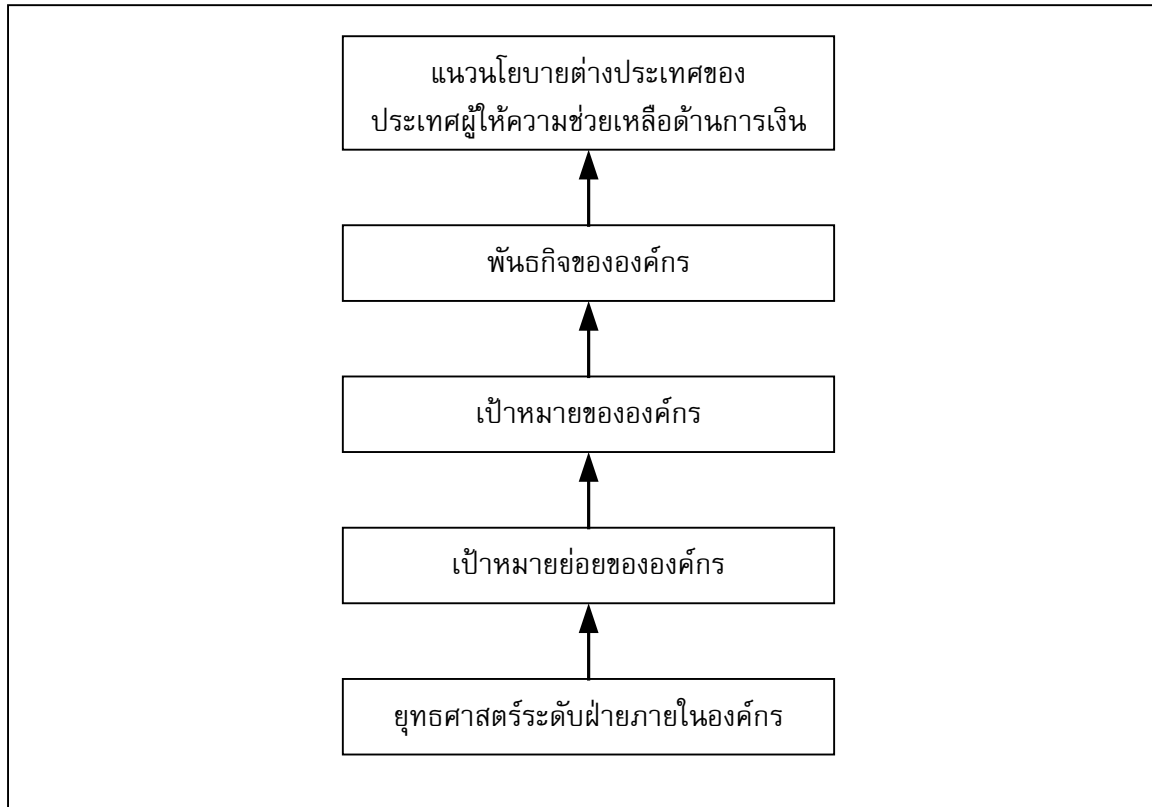 แนวนโยบายต่างประเทศของ
ประเทศผู้ให้ความช่วยเหลือด้านการเงิน
พันธกิจขององค์กร
เป้าหมายขององค์กร
เป้าหมายย่อยขององค์กร
ยุทธศาสตร์ระดับฝ่ายภายในองค์กร